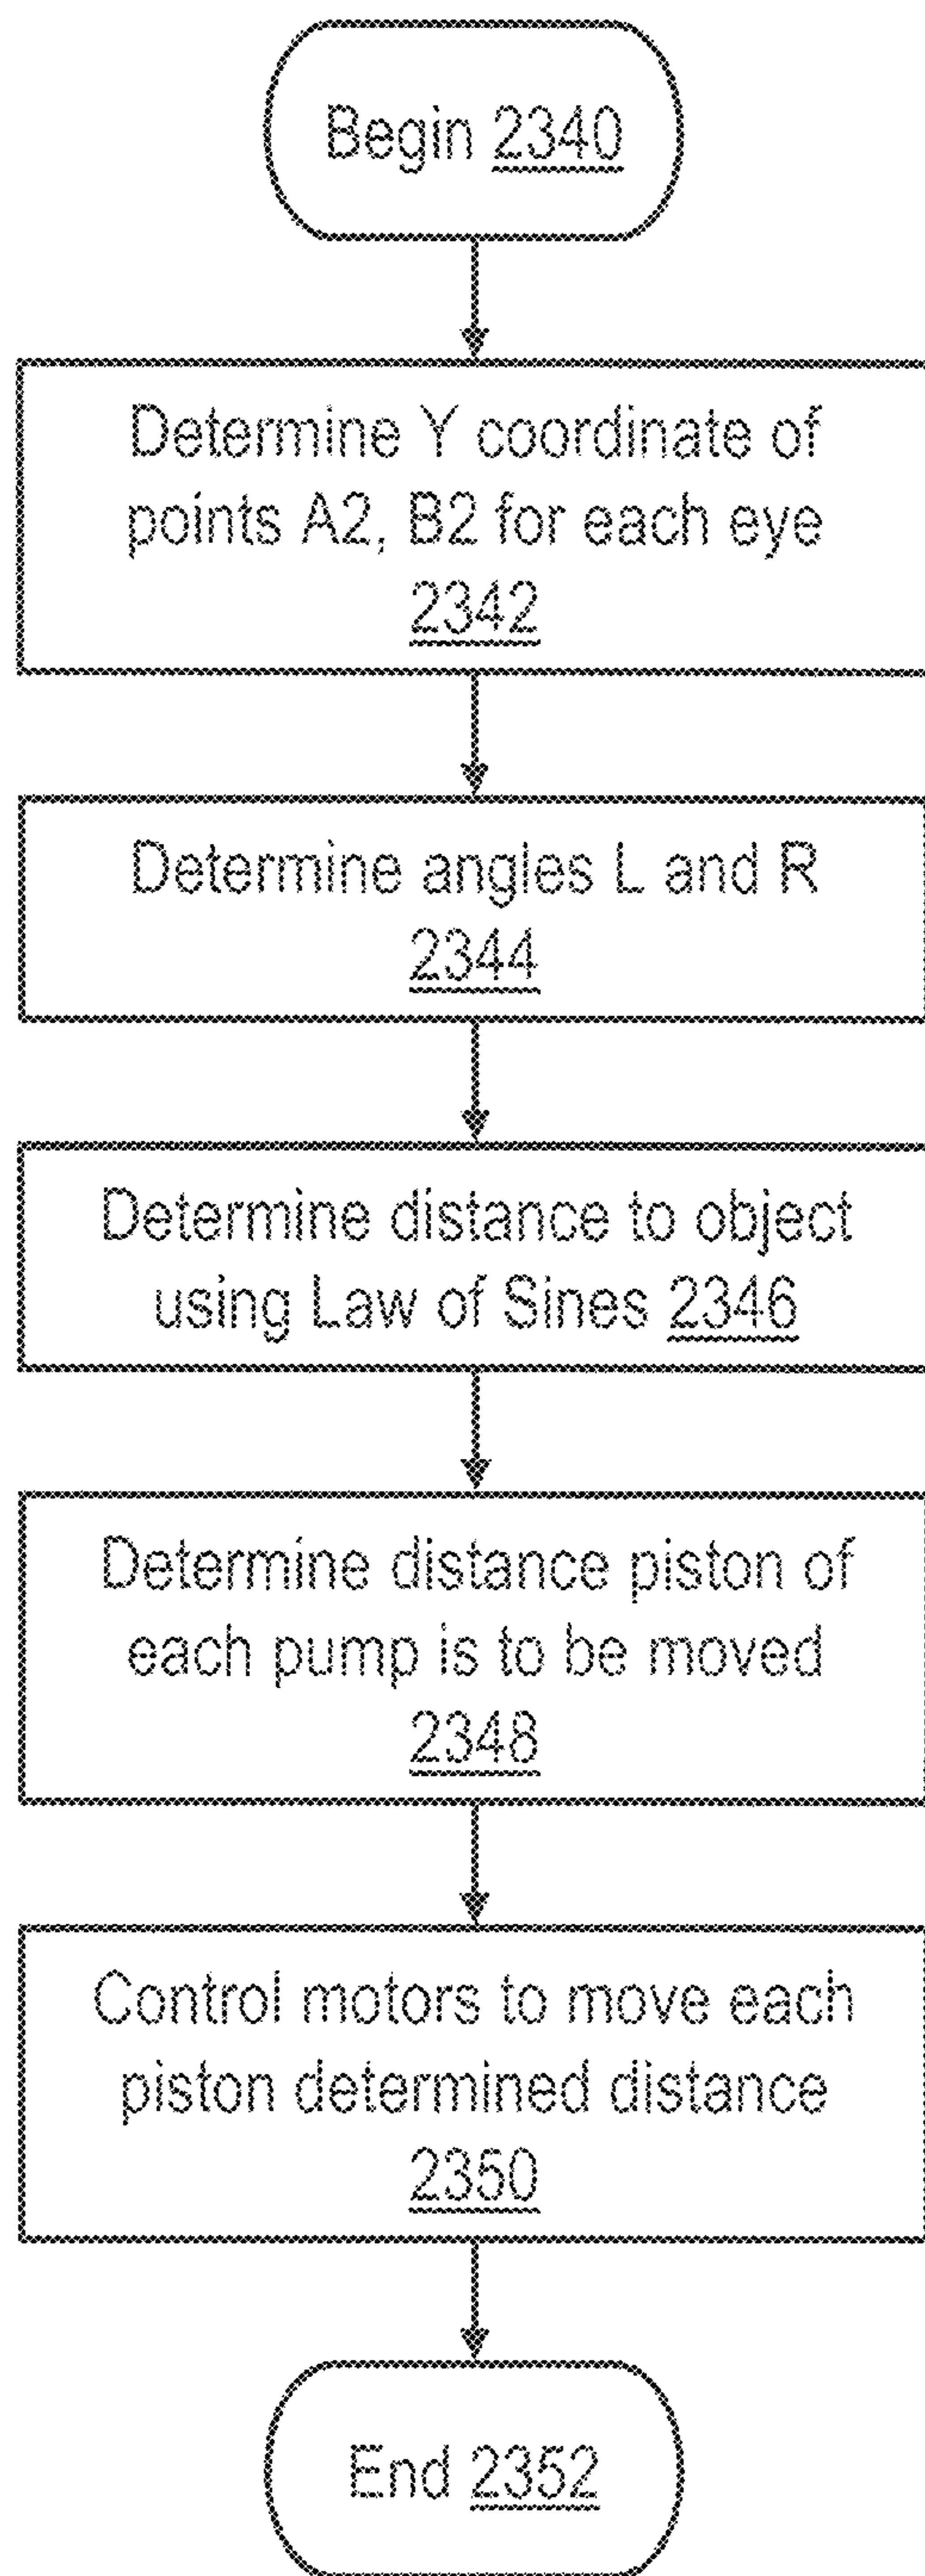 Begin 2340
Determine Y coordinate of
points A2, B2 for each eye
2342
Determine angles L and R
2344
Determine distance to object
using Law of Sines 2346
Determine distance piston of
each pump is to be moved
2348
Control motors to move each
piston determined distance
2350
End 2352